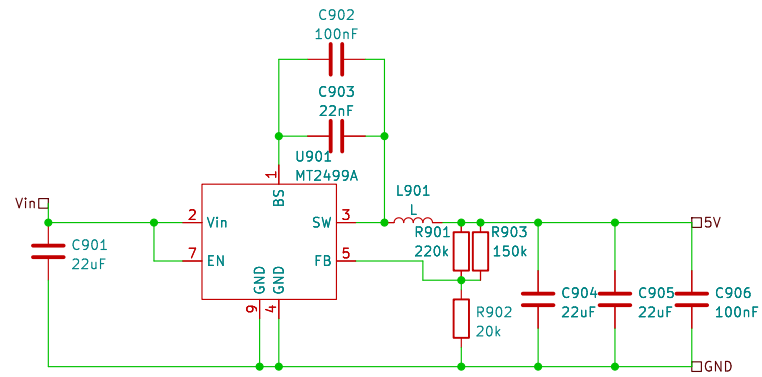 C902
100nF
C903
22nF
U901
MT2499A
1
BS
L901
L
Vin
2
Vin
SW
3
5V
R901
220k
R903
150k
C901
22uF
7
EN
FB
5
GND
GND
9
4
R902
20k
C904
22uF
C905
22uF
C906
100nF
GND